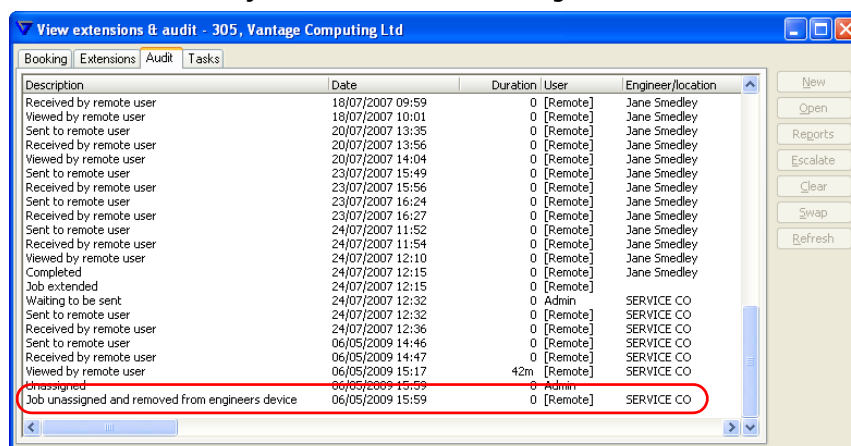 View extensions & audit - 305, Vantage Computing Ltd
Booking Extensions Audit Tasks
Description Date Duration User Engineer/location
Received by remote user 18/07/2007 09:59 0 [Remote] Jane Smedley
Viewed by remote user 18/07/2007 10:01 0 [Remote] Jane Smedley
Sent to remote user 20/07/2007 13:35 0 [Remote] Jane Smedley
Received by remote user 20/07/2007 13:56 0 [Remote] Jane Smedley
Viewed by remote user 20/07/2007 14:04 0 [Remote] Jane Smedley
Sent to remote user 23/07/2007 15:49 0 [Remote] Jane Smedley
Received by remote user 23/07/2007 15:56 0 [Remote] Jane Smedley
Sent to remote user 23/07/2007 16:24 0 [Remote] Jane Smedley
Received by remote user 23/07/2007 16:27 0 [Remote] Jane Smedley
Sent to remote user 24/07/2007 11:52 0 [Remote] Jane Smedley
Received by remote user 24/07/2007 11:54 0 [Remote] Jane Smedley
Viewed by remote user 24/07/2007 12:10 0 [Remote] Jane Smedley
Completed 24/07/2007 12:15 0 [Remote] Jane Smedley
Job extended 24/07/2007 12:15 0 [Remote]
Waiting to be sent 24/07/2007 12:32 0 Admin SERVICE CO
Sent to remote user 24/07/2007 12:32 0 [Remote] SERVICE CO
Received by remote user 24/07/2007 12:36 0 [Remote] SERVICE CO
Sent to remote user 06/05/2009 14:46 0 [Remote] SERVICE CO
Received by remote user 06/05/2009 14:47 0 [Remote] SERVICE CO
Viewed by remote user 06/05/2009 15:17 42m [Remote] SERVICE CO
Unassigned 06/05/2009 15:59 0 Admin
Job unassigned and removed from engineers device 06/05/2009 15:59 0 [Remote] SERVICE CO
New
Open
Reports
Escalate
Clear
Swap
Refresh